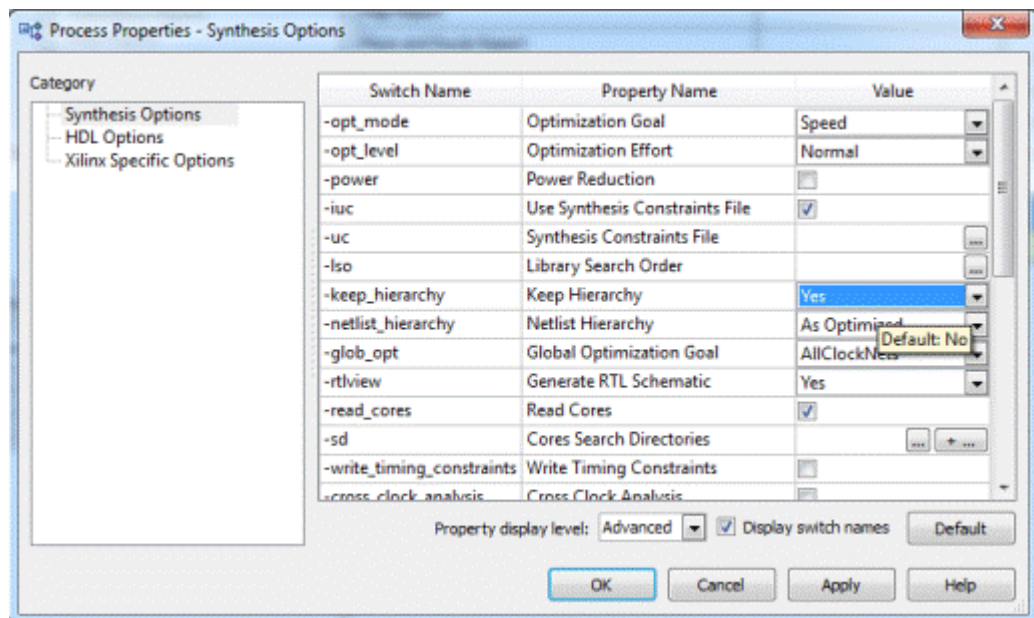 Process Properties - Synthesis Options
Category
Synthesis Options
HDL Options
Xilinx Specific Options
Switch Name Property Name Value
-opt_mode Optimization Goal Speed
-opt_level Optimization Effort Normal
-power Power Reduction
-iuc Use Synthesis Constraints File
-uc Synthesis Constraints File ...
-lso Library Search Order ...
-keep_hierarchy Keep Hierarchy Yes
-netlist_hierarchy Netlist Hierarchy As Optimized
Default: No
-glob_opt Global Optimization Goal AllClockNets
-rtlview Generate RTL Schematic Yes
-read_cores Read Cores
-sd Cores Search Directories ... + ...
-write_timing_constraints Write Timing Constraints
-cross_clock_analysis Cross Clock Analysis
Property display level: Advanced Display switch names Default
OK Cancel Apply Help